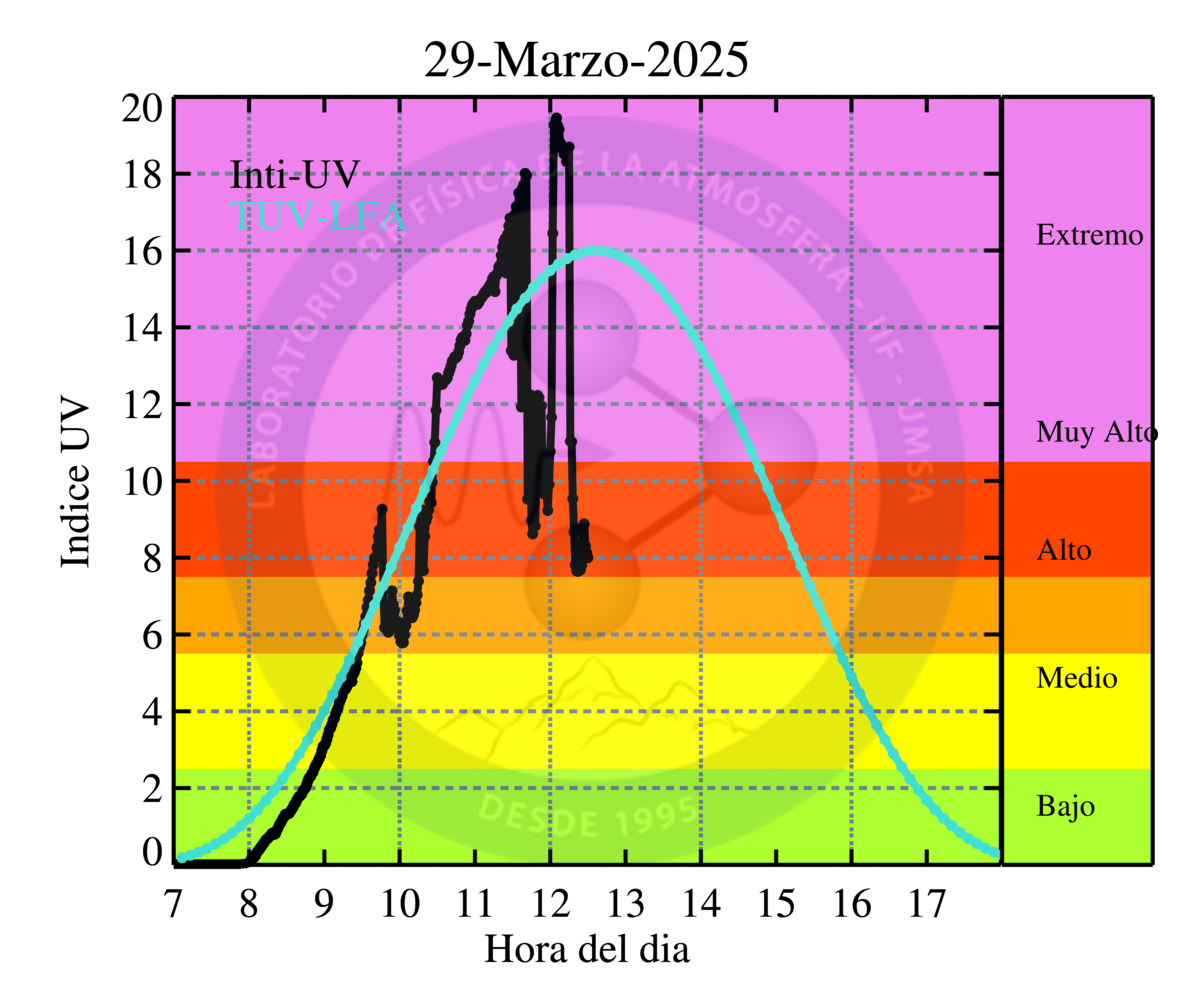 29-Marzo-2025
20
18
16
14
12
10
8
6
4
2
0
Indice UV
Inti-UV
TUV-LFA
LABORATORIO DE FÍSICA DE LA ATMÓSFERA - IIF - UMSA
DESDE 1995
Extremo
Muy Alto
Alto
Medio
Bajo
7 8 9 10 11 12 13 14 15 16 17
Hora del dia